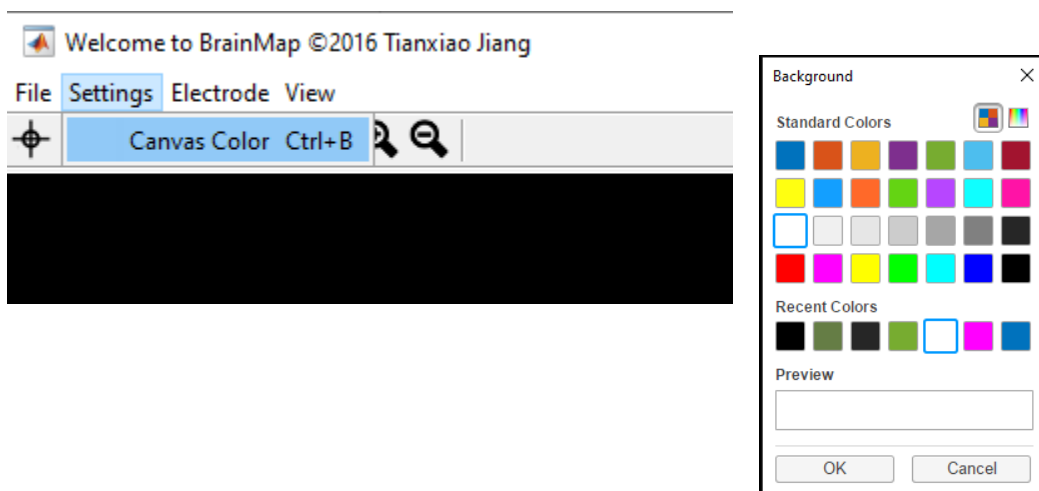 Welcome to BrainMap ©2016 Tianxiao Jiang
File Settings Electrode View
Canvas Color Ctrl+B
Background
Standard Colors
Recent Colors
Preview
OK Cancel